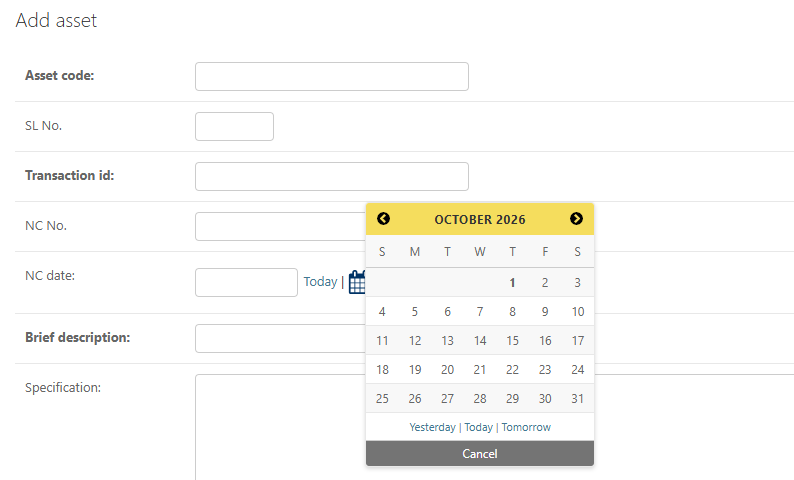 Add asset
Asset code:
SL No.
Transaction id:
NC No.
NC date:
Today |
OCTOBER 2026
S M T W T F S
1 2 3
4 5 6 7 8 9 10
11 12 13 14 15 16 17
18 19 20 21 22 23 24
25 26 27 28 29 30 31
Yesterday | Today | Tomorrow
Cancel
Brief description:
Specification: